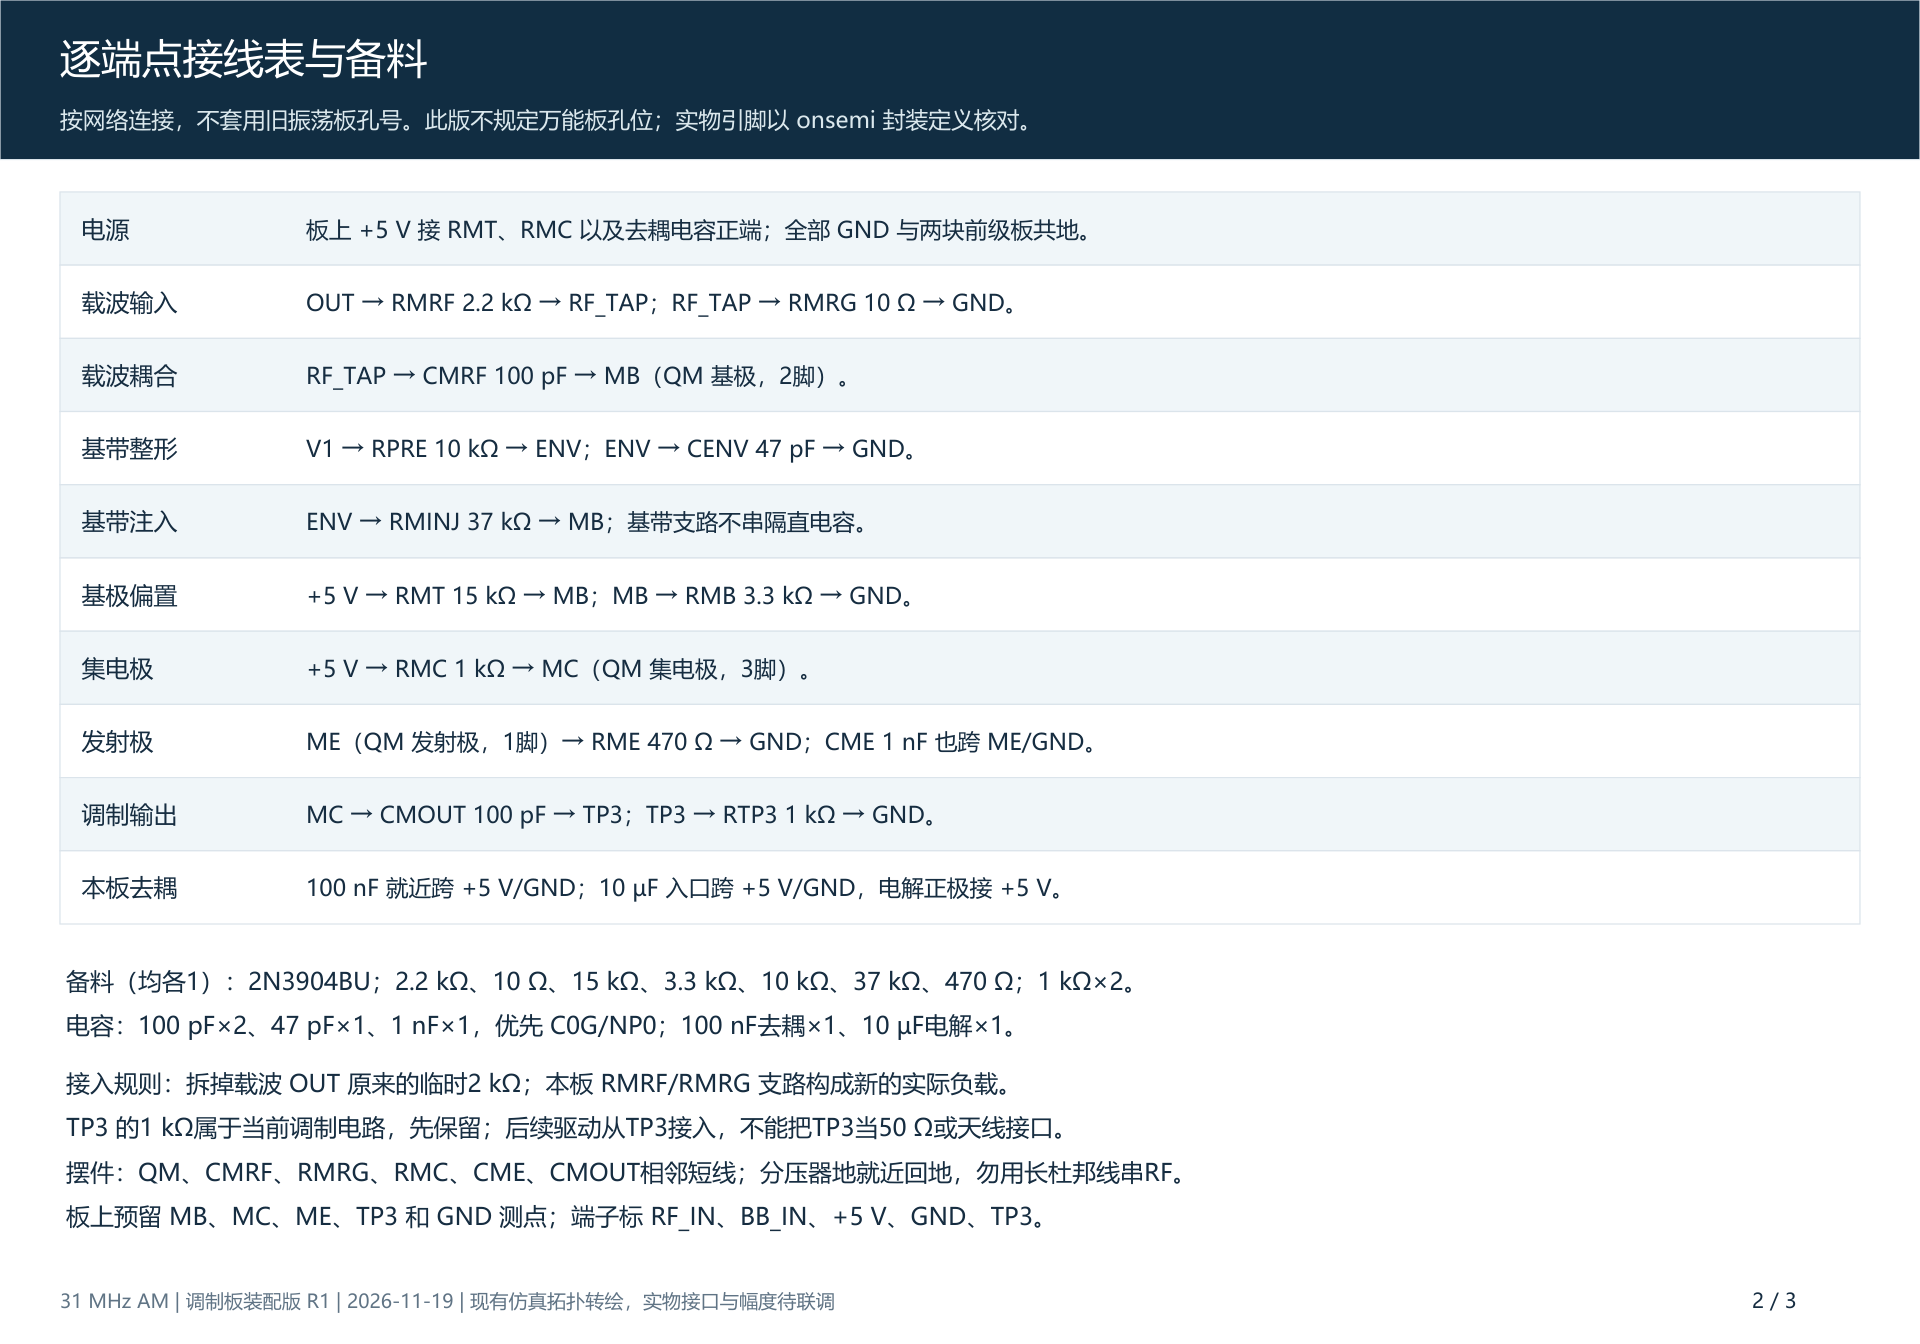 逐端点接线表与备料
按网络连接，不套用旧振荡板孔号。此版不规定万能板孔位；实物引脚以 onsemi 封装定义核对。
电源 板上 +5 V 接 RMT、RMC 以及去耦电容正端；全部 GND 与两块前级板共地。
载波输入 OUT → RMRF 2.2 kΩ → RF_TAP；RF_TAP → RMRG 10 Ω → GND。
载波耦合 RF_TAP → CMRF 100 pF → MB（QM 基极，2脚）。
基带整形 V1 → RPRE 10 kΩ → ENV；ENV → CENV 47 pF → GND。
基带注入 ENV → RMINJ 37 kΩ → MB；基带支路不串隔直电容。
基极偏置 +5 V → RMT 15 kΩ → MB；MB → RMB 3.3 kΩ → GND。
集电极 +5 V → RMC 1 kΩ → MC（QM 集电极，3脚）。
发射极 ME（QM 发射极，1脚）→ RME 470 Ω → GND；CME 1 nF 也跨 ME/GND。
调制输出 MC → CMOUT 100 pF → TP3；TP3 → RTP3 1 kΩ → GND。
本板去耦 100 nF 就近跨 +5 V/GND；10 μF 入口跨 +5 V/GND，电解正极接 +5 V。
备料（均各1）：2N3904BU；2.2 kΩ、10 Ω、15 kΩ、3.3 kΩ、10 kΩ、37 kΩ、470 Ω；1 kΩ×2。
电容：100 pF×2、47 pF×1、1 nF×1，优先 C0G/NP0；100 nF去耦×1、10 μF电解×1。
接入规则：拆掉载波 OUT 原来的临时2 kΩ；本板 RMRF/RMRG 支路构成新的实际负载。
TP3 的1 kΩ属于当前调制电路，先保留；后续驱动从TP3接入，不能把TP3当50 Ω或天线接口。
摆件：QM、CMRF、RMRG、RMC、CME、CMOUT相邻短线；分压器地就近回地，勿用长杜邦线串RF。
板上预留 MB、MC、ME、TP3 和 GND 测点；端子标 RF_IN、BB_IN、+5 V、GND、TP3。
31 MHz AM | 调制板装配版 R1 | 2026-11-19 | 现有仿真拓扑转绘，实物接口与幅度待联调 2 / 3